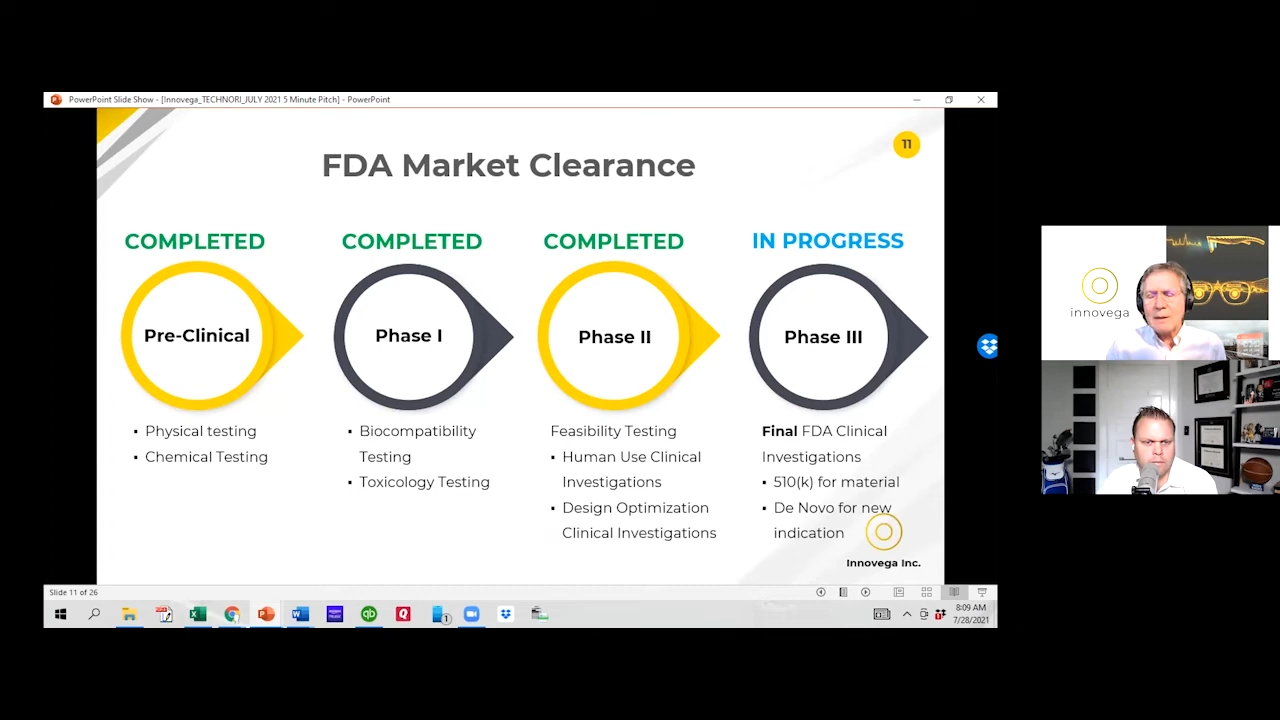 PowerPoint Slide Show - [Innovega_TECHNORI_JULY 2021 5 Minute Pitch] - PowerPoint
11
FDA Market Clearance
COMPLETED
Pre-Clinical
▪ Physical testing
▪ Chemical Testing
COMPLETED
Phase I
▪ Biocompatibility
Testing
▪ Toxicology Testing
COMPLETED
Phase II
Feasibility Testing
▪ Human Use Clinical
Investigations
▪ Design Optimization
Clinical Investigations
IN PROGRESS
Phase III
Final FDA Clinical
Investigations
▪ 510(k) for material
▪ De Novo for new
indication
Innovega Inc.
Slide 11 of 26
8:09 AM
7/28/2021
innovega